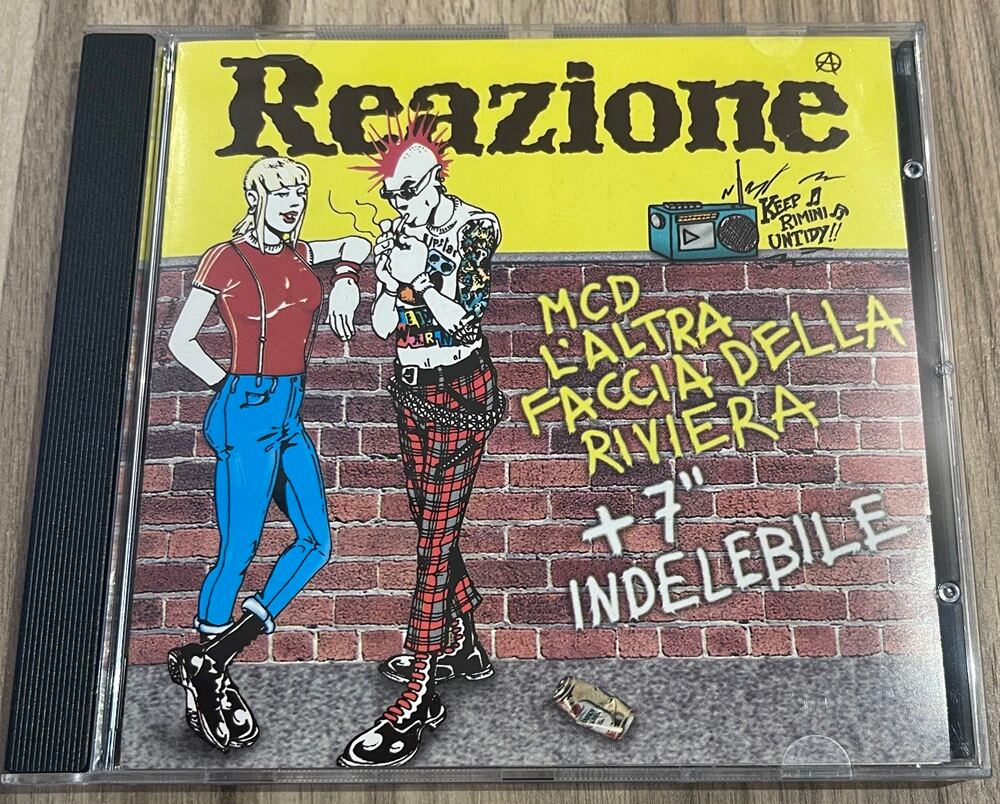 Reazione
KEEP
RIMINI
UNTIDY!!
MCD
L'ALTRA
FACCIA DELLA
RIVIERA
+ 7"
INDELEBILE